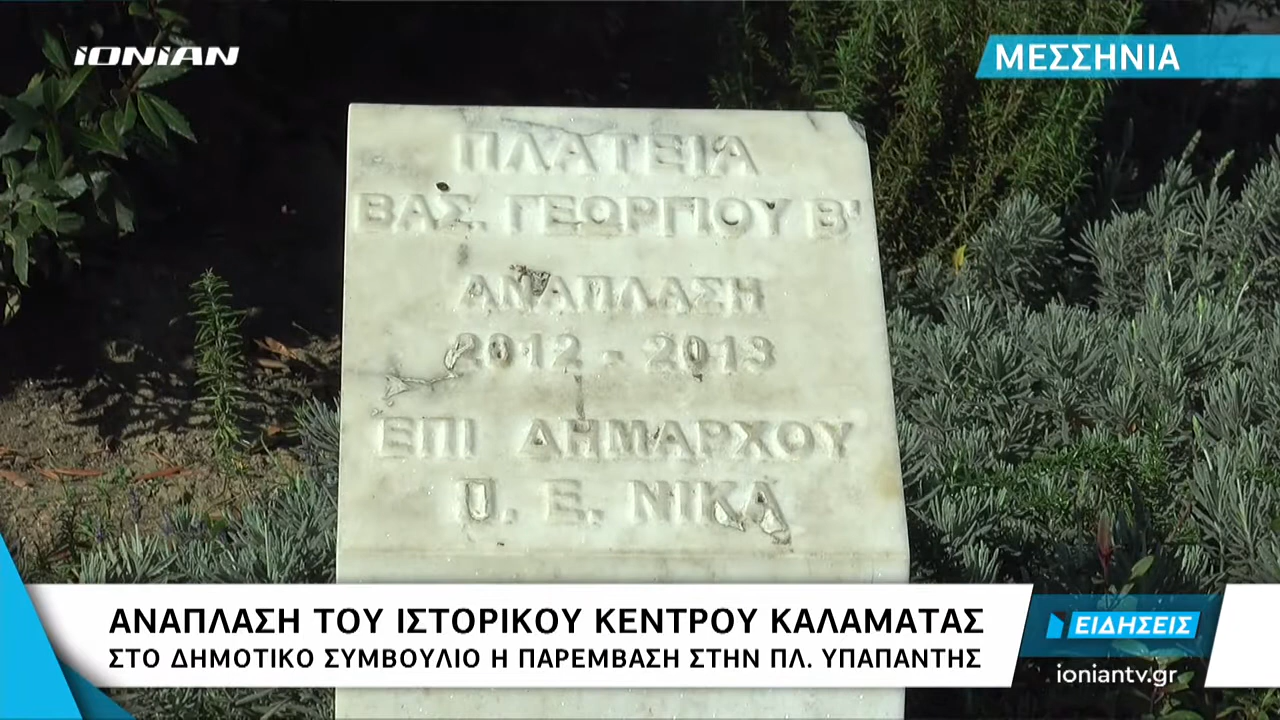 IONIAN
ΜΕΣΣΗΝΙΑ
ΠΛΑΤΕΙΑ
ΒΑΣ. ΓΕΩΡΓΙΟΥ Β'
ΑΝΑΠΛΑΣΗ
2012 - 2013
ΕΠΙ ΔΗΜΑΡΧΟΥ
Π. Ε. ΝΙΚΑ
ΑΝΑΠΛΑΣΗ ΤΟΥ ΙΣΤΟΡΙΚΟΥ ΚΕΝΤΡΟΥ ΚΑΛΑΜΑΤΑΣ
ΣΤΟ ΔΗΜΟΤΙΚΟ ΣΥΜΒΟΥΛΙΟ Η ΠΑΡΕΜΒΑΣΗ ΣΤΗΝ ΠΛ. ΥΠΑΠΑΝΤΗΣ
ΕΙΔΗΣΕΙΣ
ioniantv.gr